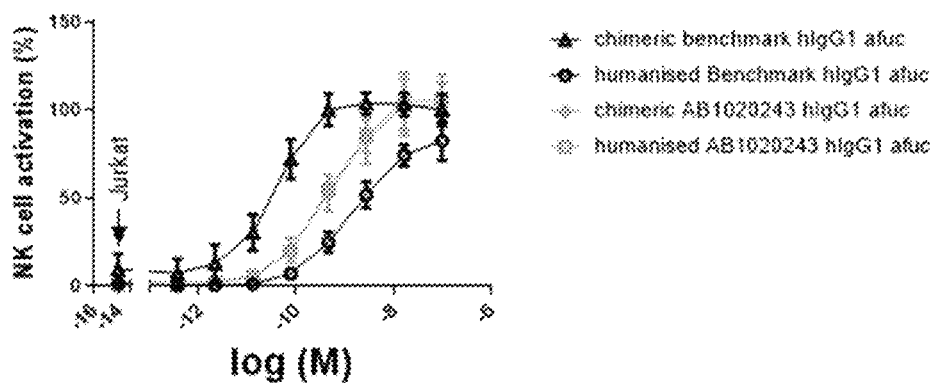 150
100
50
0
NK cell activation (%)
Jurkat
-16
-14
-12
-10
-8
-6
log (M)
chimeric benchmark hIgG1 afuc
humanised Benchmark hIgG1 afuc
chimeric AB1020243 hIgG1 afuc
humanised AB1020243 hIgG1 afuc